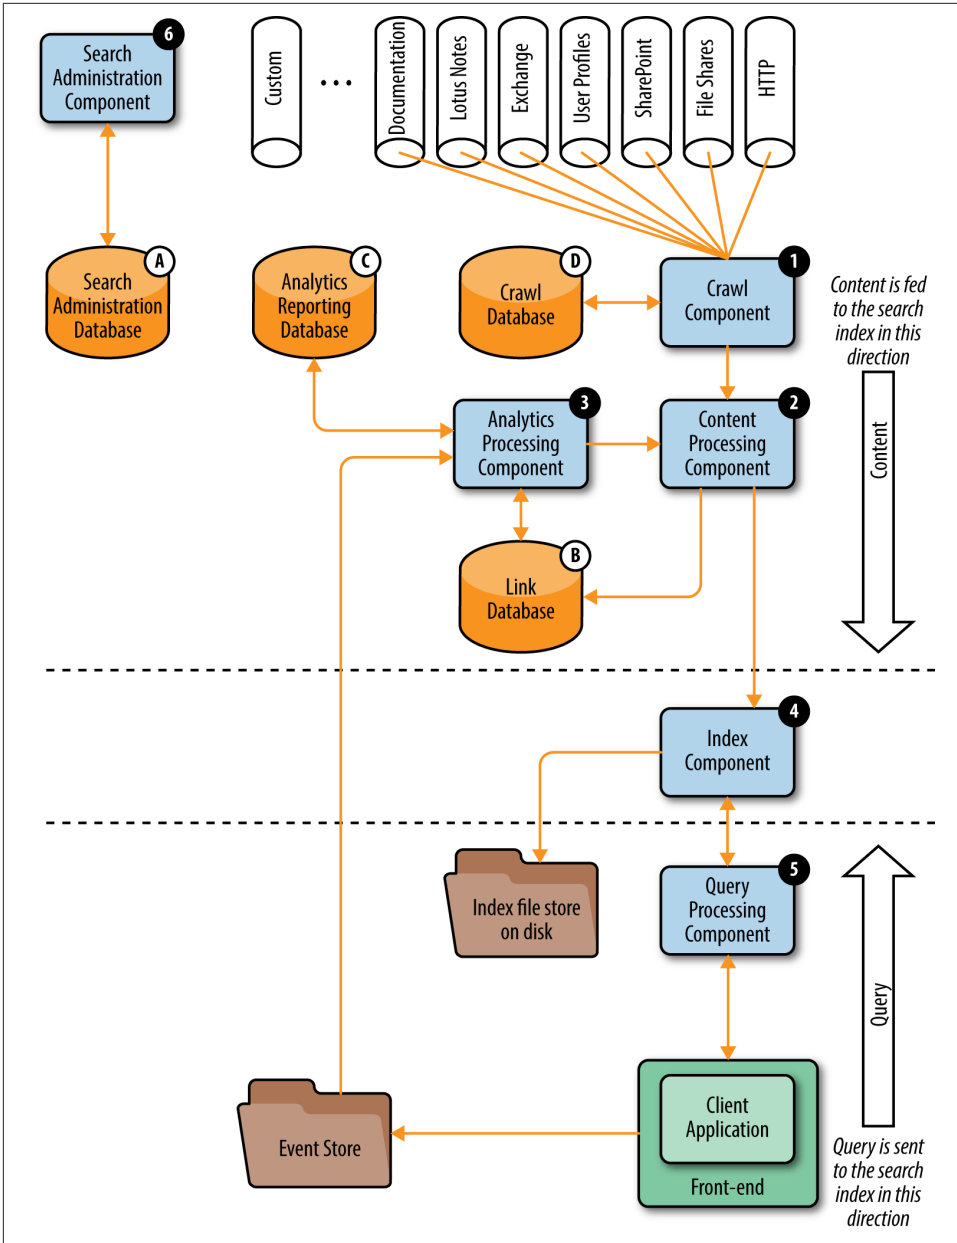 6
Search
Administration
Component
Custom
...
Documentation
Lotus Notes
Exchange
User Profiles
SharePoint
File Shares
HTTP
A
Search
Administration
Database
C
Analytics
Reporting
Database
D
Crawl
Database
1
Crawl
Component
Content is fed
to the search
index in this
direction
3
Analytics
Processing
Component
2
Content
Processing
Component
Content
B
Link
Database
4
Index
Component
Index file store
on disk
5
Query
Processing
Component
Query
Event Store
Client
Application
Front-end
Query is sent
to the search
index in this
direction